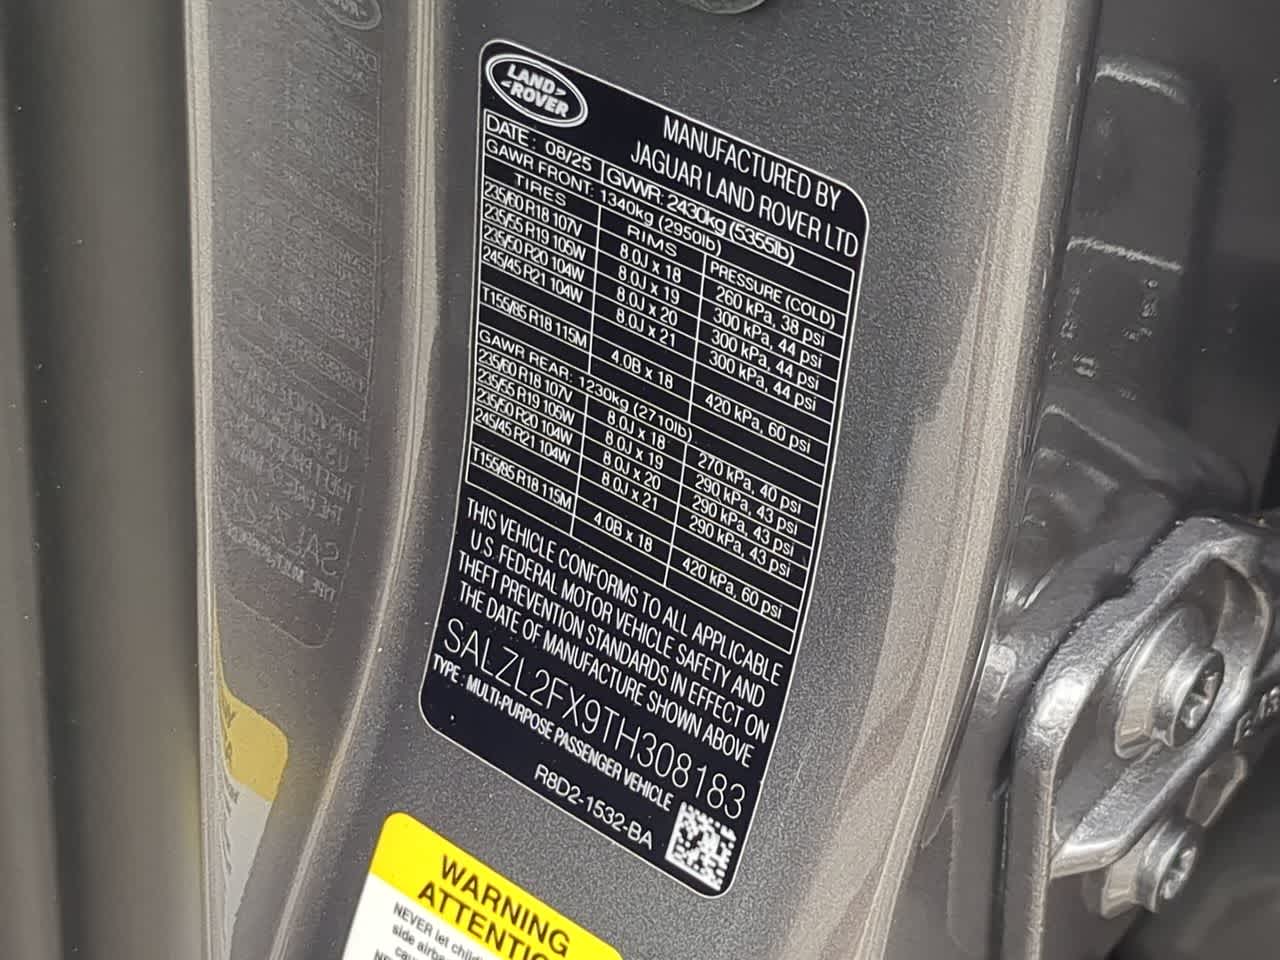 LAND
ROVER
MANUFACTURED BY
JAGUAR LAND ROVER LTD
DATE: 08/25 GVWR: 2430kg (5355lb)
GAWR FRONT: 1340kg (2950lb)
TIRES RIMS PRESSURE (COLD)
235/60 R18 107V 8.0J x 18 260 kPa, 38 psi
235/55 R19 105W 8.0J x 19 300 kPa, 44 psi
235/50 R20 104W 8.0J x 20 300 kPa, 44 psi
245/45 R21 104W 8.0J x 21 300 kPa, 44 psi
T155/85 R18 115M 4.0B x 18 420 kPa, 60 psi
GAWR REAR: 1230kg (2710lb)
235/60 R18 107V 8.0J x 18 270 kPa, 40 psi
235/55 R19 105W 8.0J x 19 290 kPa, 43 psi
235/50 R20 104W 8.0J x 20 290 kPa, 43 psi
245/45 R21 104W 8.0J x 21 290 kPa, 43 psi
T155/85 R18 115M 4.0B x 18 420 kPa, 60 psi
THIS VEHICLE CONFORMS TO ALL APPLICABLE
U.S. FEDERAL MOTOR VEHICLE SAFETY AND
THEFT PREVENTION STANDARDS IN EFFECT ON
THE DATE OF MANUFACTURE SHOWN ABOVE
SALZL2FX9TH308183
TYPE : MULTI-PURPOSE PASSENGER VEHICLE
R8D2-1532-BA
WARNING
NEVER let
side